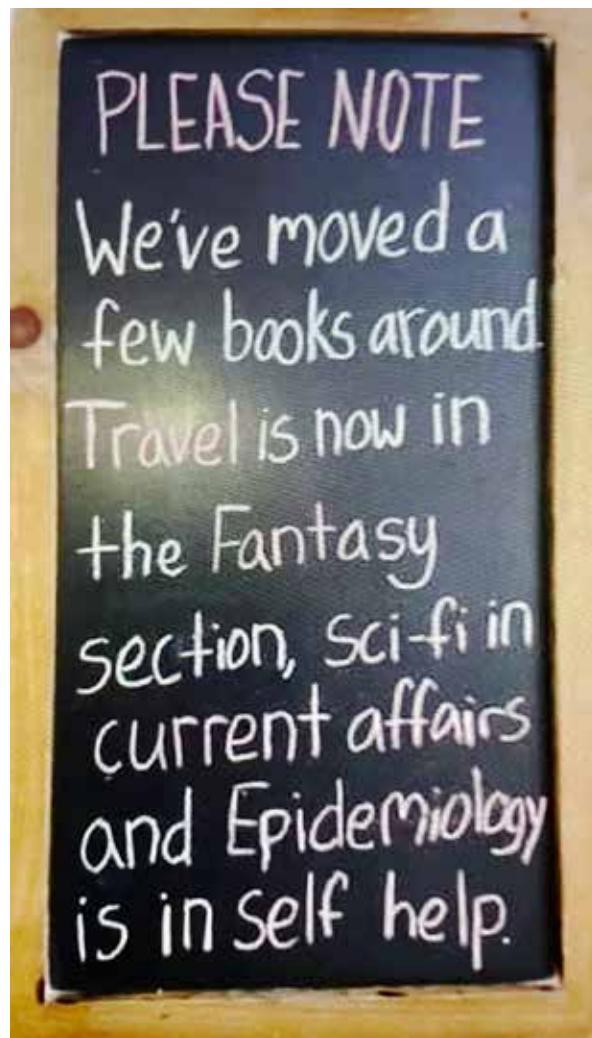 PLEASE NOTE
We've moved a
few books around.
Travel is now in
the Fantasy
section, Sci-fi in
current affairs
and Epidemiology
is in Self help.